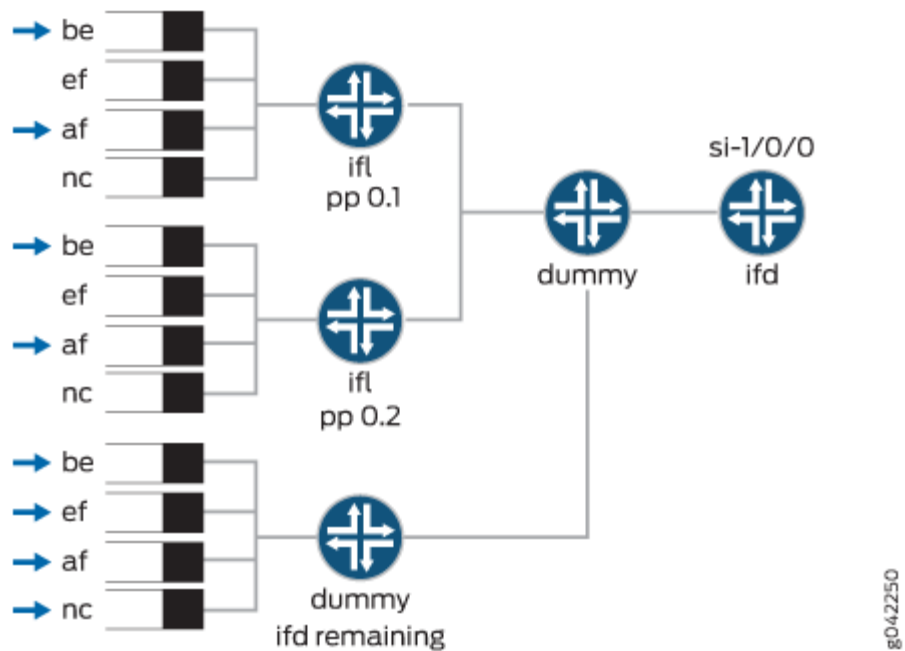 be
ef
af
nc
ifl
pp 0.1
be
ef
af
nc
ifl
pp 0.2
be
ef
af
nc
dummy
ifd remaining
dummy
si-1/0/0
ifd
g042250